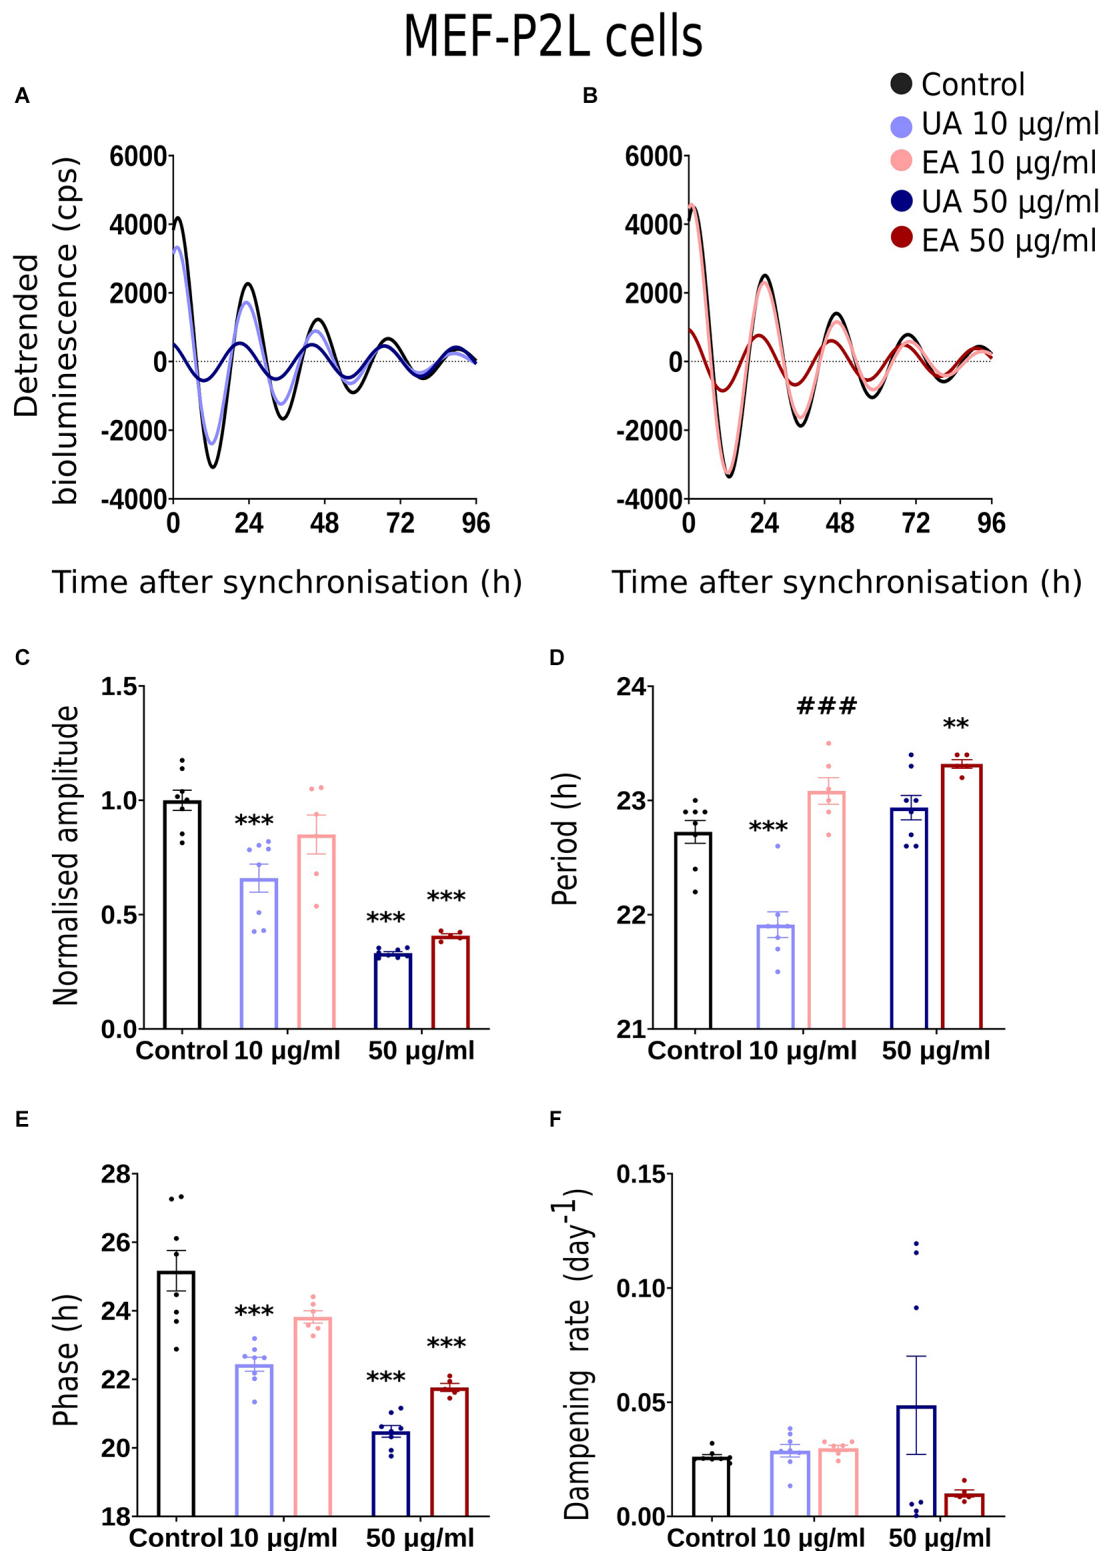 MEF-P2L cells
A
B
Control
UA 10 µg/ml
EA 10 µg/ml
UA 50 µg/ml
EA 50 µg/ml
Detrended
bioluminescence (cps)
6000
4000
2000
0
-2000
-4000
0 24 48 72 96
Time after synchronisation (h)
6000
4000
2000
0
-2000
-4000
0 24 48 72 96
Time after synchronisation (h)
C
Normalised amplitude
1.5
1.0
0.5
0.0
***
***
***
Control 10 µg/ml 50 µg/ml
D
Period (h)
24
23
22
21
***
###
**
Control 10 µg/ml 50 µg/ml
E
Phase (h)
28
26
24
22
20
18
***
***
***
Control 10 µg/ml 50 µg/ml
F
Dampening rate (day-1)
0.15
0.10
0.05
0.00
Control 10 µg/ml 50 µg/ml